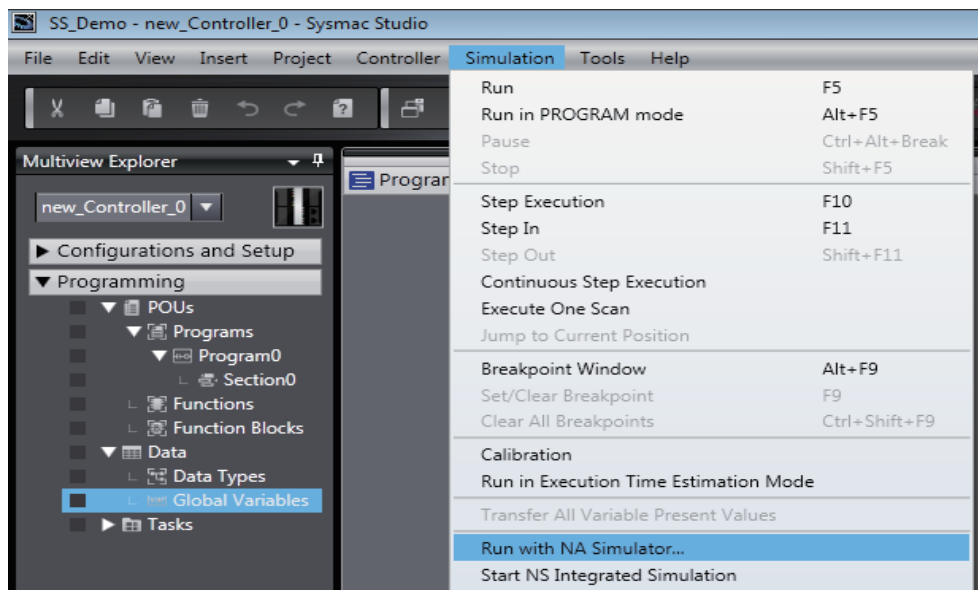 SS_Demo - new_Controller_0 - Sysmac Studio
File Edit View Insert Project Controller Simulation Tools Help
Multiview Explorer
new_Controller_0
Configurations and Setup
Programming
POUs
Programs
Program0
Section0
Functions
Function Blocks
Data
Data Types
Global Variables
Tasks
Progra
Run F5
Run in PROGRAM mode Alt+F5
Pause Ctrl+Alt+Break
Stop Shift+F5
Step Execution F10
Step In F11
Step Out Shift+F11
Continuous Step Execution
Execute One Scan
Jump to Current Position
Breakpoint Window Alt+F9
Set/Clear Breakpoint F9
Clear All Breakpoints Ctrl+Shift+F9
Calibration
Run in Execution Time Estimation Mode
Transfer All Variable Present Values
Run with NA Simulator...
Start NS Integrated Simulation